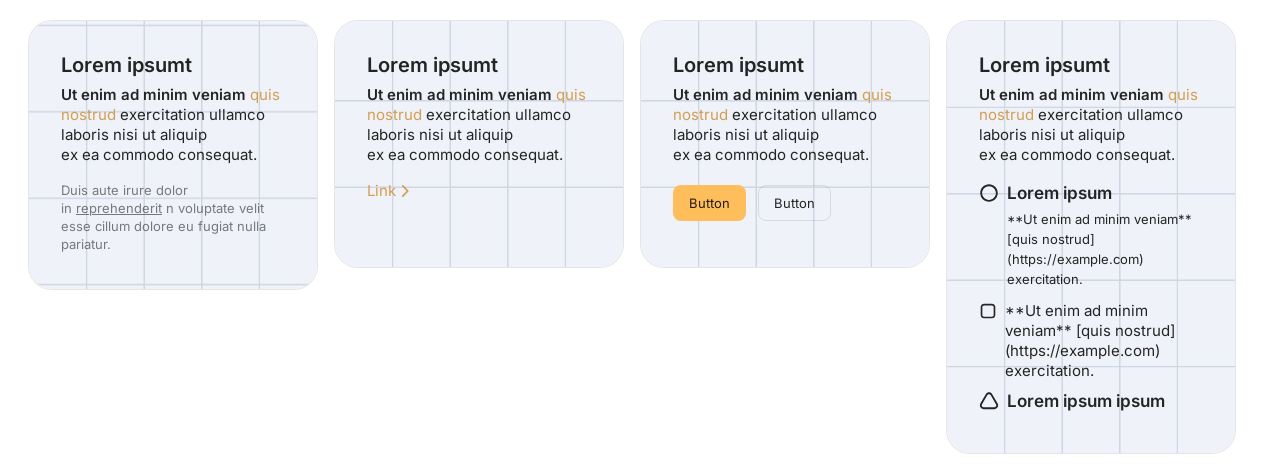 Lorem ipsumt
Ut enim ad minim veniam quis
nostrud exercitation ullamco
laboris nisi ut aliquip
ex ea commodo consequat.
Duis aute irure dolor
in reprehenderit n voluptate velit
esse cillum dolore eu fugiat nulla
pariatur.
Lorem ipsumt
Ut enim ad minim veniam quis
nostrud exercitation ullamco
laboris nisi ut aliquip
ex ea commodo consequat.
Link
Lorem ipsumt
Ut enim ad minim veniam quis
nostrud exercitation ullamco
laboris nisi ut aliquip
ex ea commodo consequat.
Button Button
Lorem ipsumt
Ut enim ad minim veniam quis
nostrud exercitation ullamco
laboris nisi ut aliquip
ex ea commodo consequat.
Lorem ipsum
**Ut enim ad minim veniam**
[quis nostrud]
(https://example.com)
exercitation.
**Ut enim ad minim
veniam** [quis nostrud]
(https://example.com)
exercitation.
Lorem ipsum ipsum